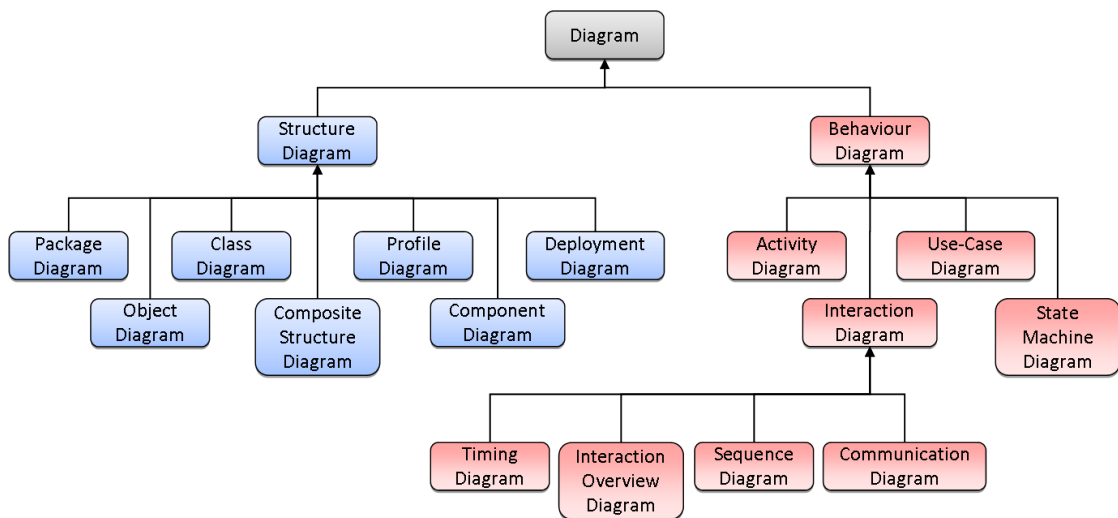 Diagram
Structure
Diagram
Behaviour
Diagram
Package
Diagram
Class
Diagram
Profile
Diagram
Deployment
Diagram
Activity
Diagram
Use-Case
Diagram
Object
Diagram
Composite
Structure
Diagram
Component
Diagram
Interaction
Diagram
State
Machine
Diagram
Timing
Diagram
Interaction
Overview
Diagram
Sequence
Diagram
Communication
Diagram